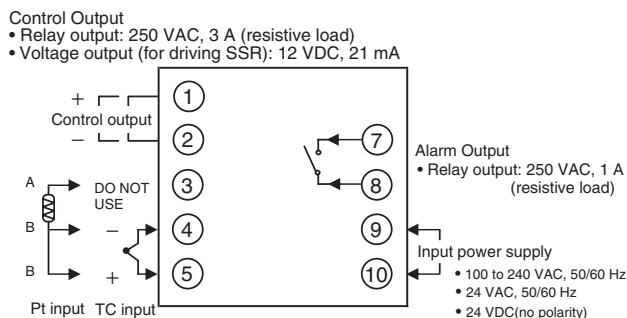 Control Output
• Relay output: 250 VAC, 3 A (resistive load)
• Voltage output (for driving SSR): 12 VDC, 21 mA
+
Control output
−
1
2
3
4
5
7
8
9
10
A
B
B
DO NOT
USE
−
+
Pt input TC input
Alarm Output
• Relay output: 250 VAC, 1 A
(resistive load)
Input power supply
• 100 to 240 VAC, 50/60 Hz
• 24 VAC, 50/60 Hz
• 24 VDC(no polarity)